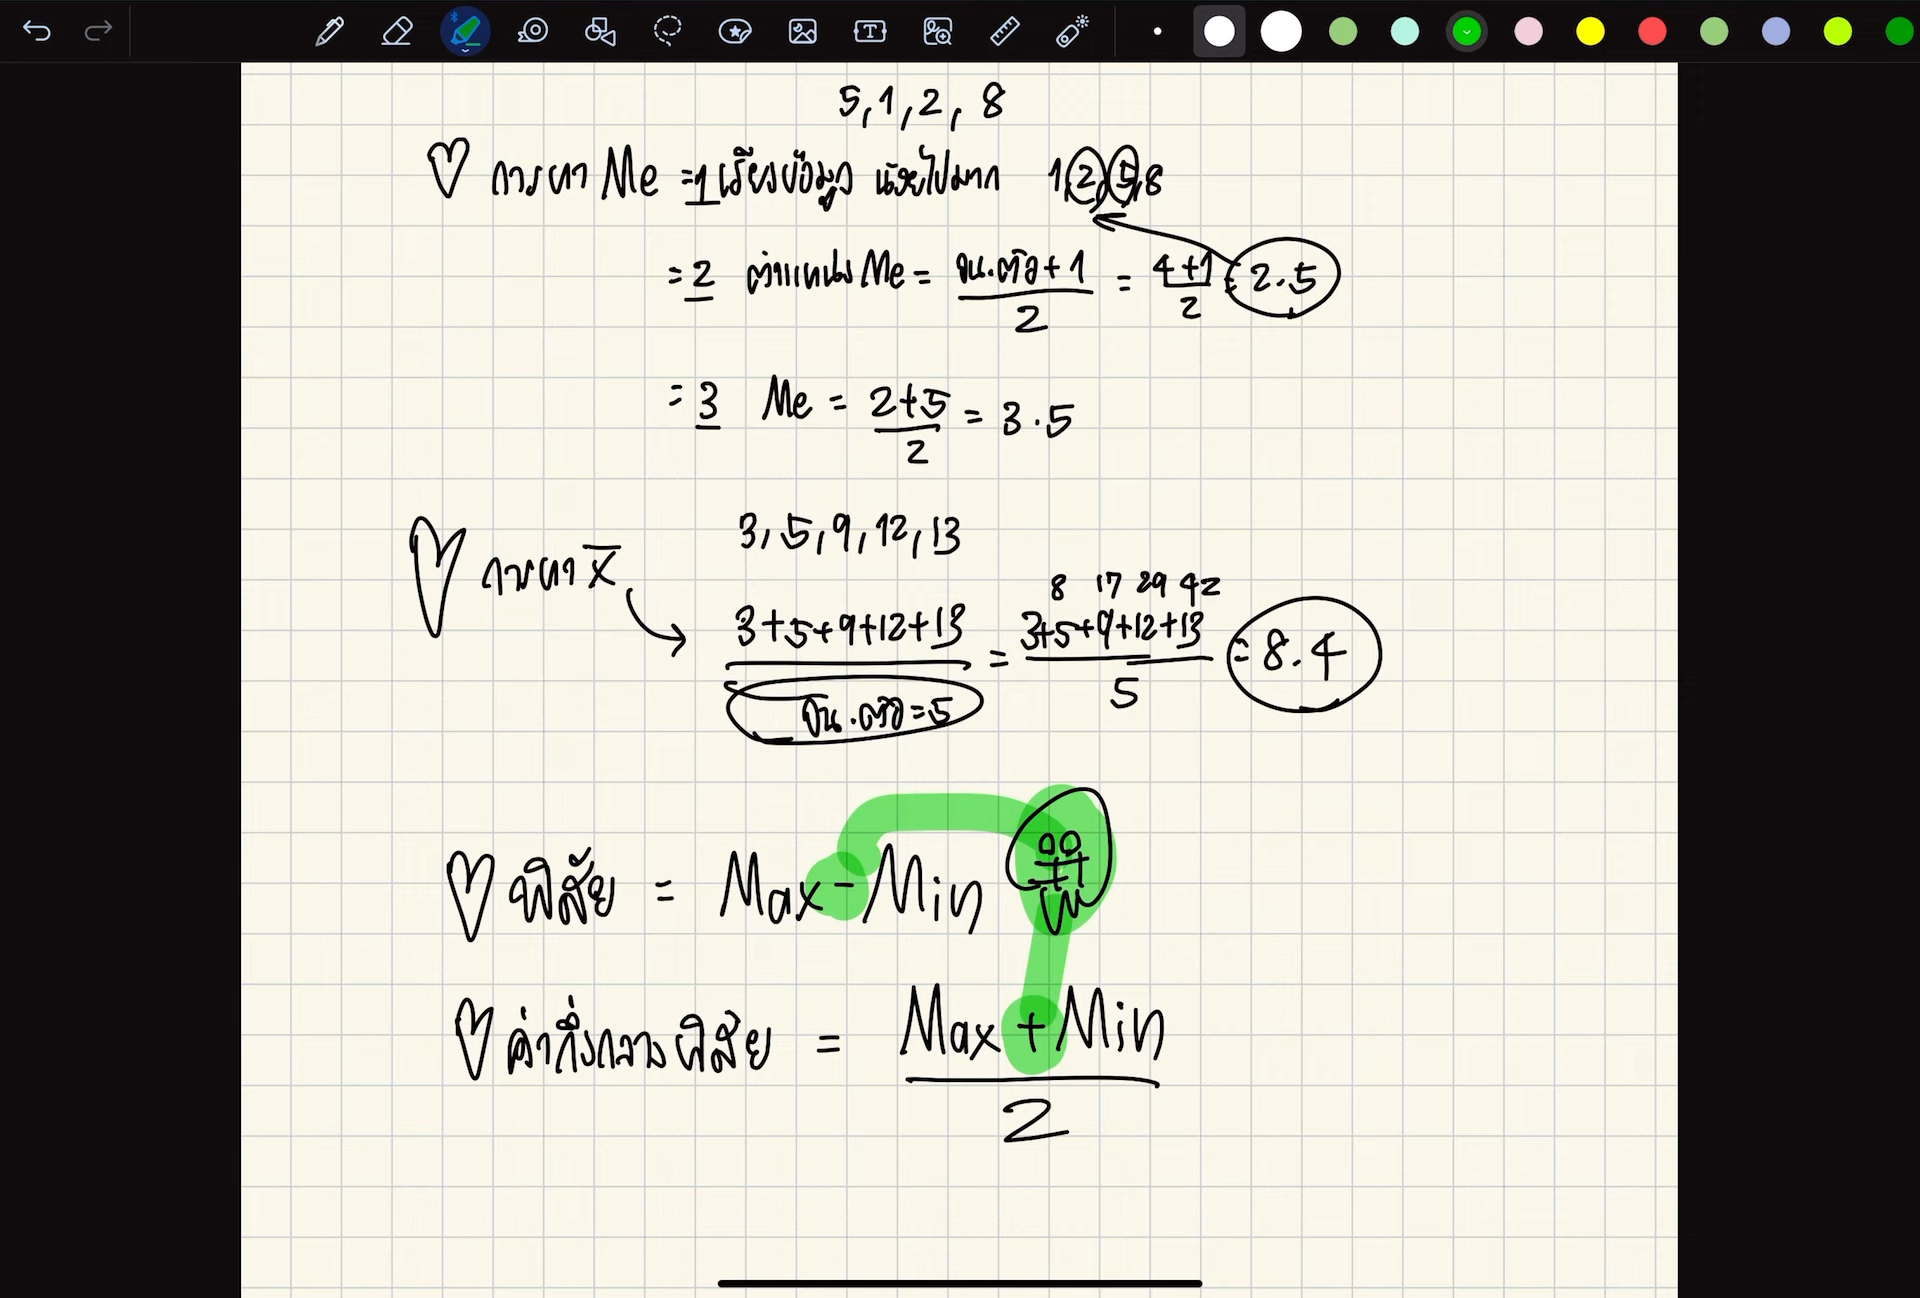 5,1,2, 8
การหา Me =1 เรียงข้อมูล น้อยไปมาก 1,2,5,8
=2 ตำแหน่ง Me = จน.ตัว+1 / 2 = 4+1 / 2 = 2.5
=3 Me = 2+5 / 2 = 3.5
3,5,9,12,13
การหา x̄
8 17 29 42
3+5+9+12+13 / จน.ตัว=5 = 3+5+9+12+13 / 5 = 8.4
พิสัย = Max-Min
ค่ากึ่งกลางพิสัย = Max+Min / 2